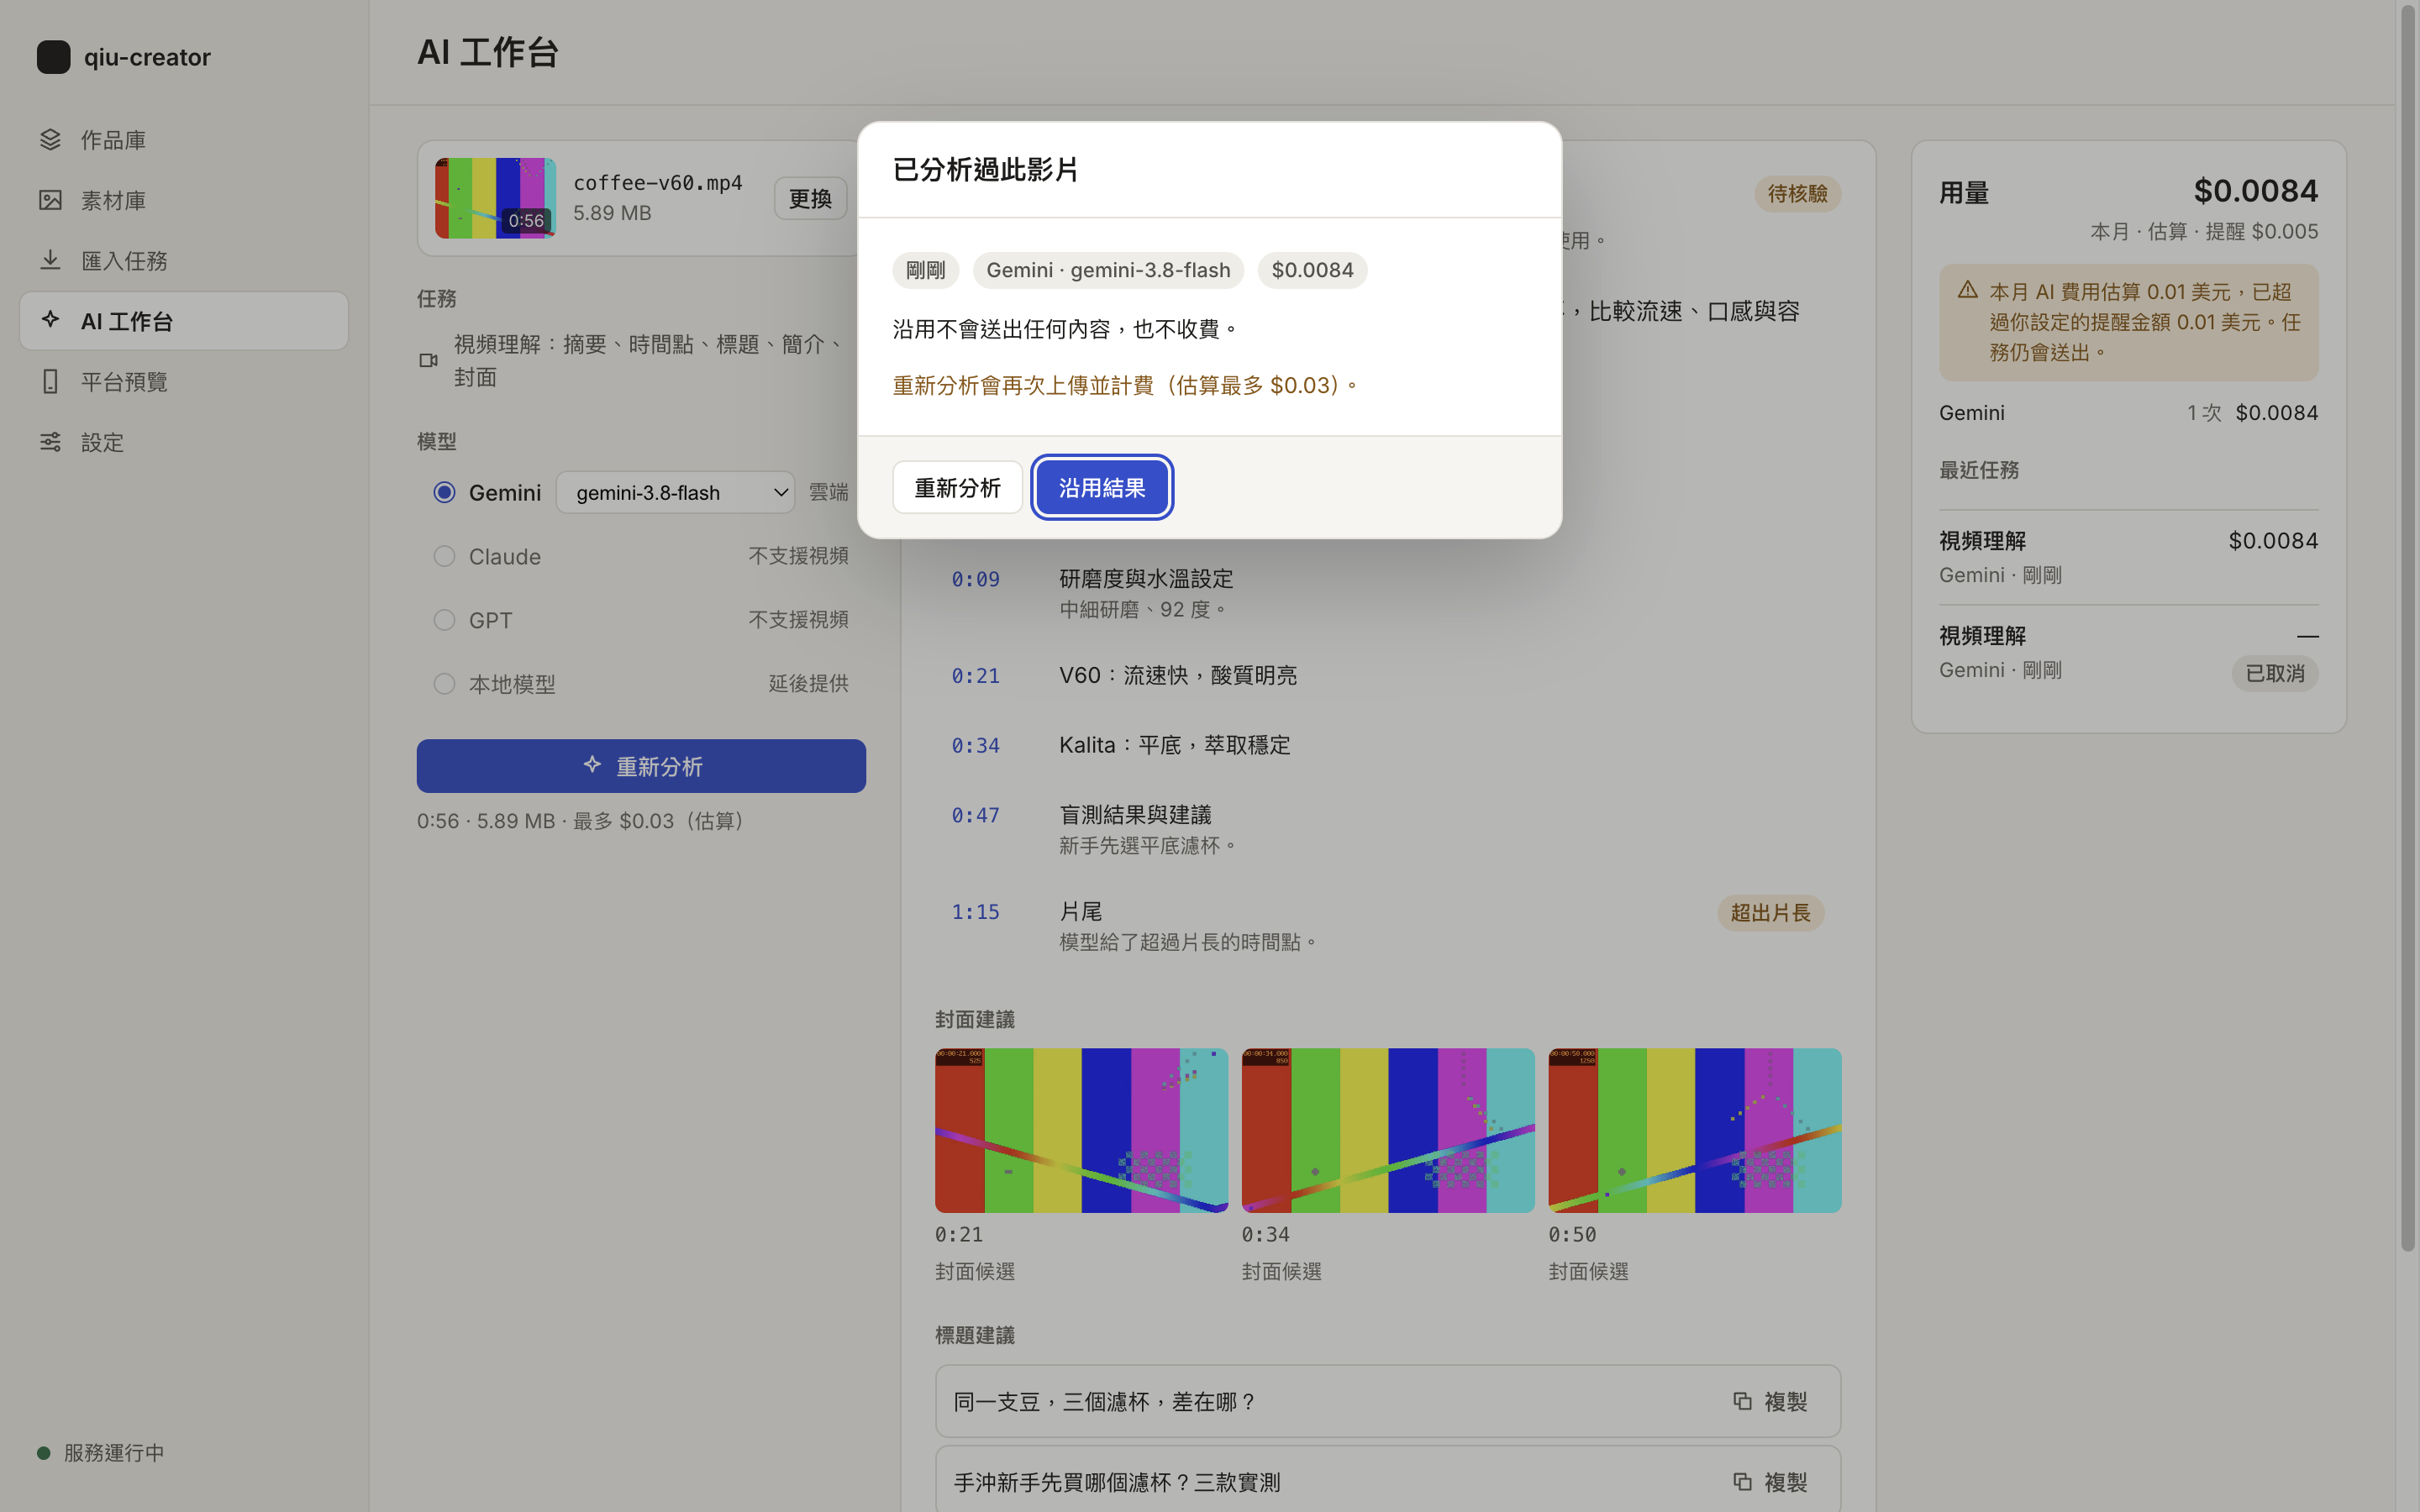 qiu-creator
作品庫
素材庫
匯入任務
AI 工作台
平台預覽
設定
服務運行中
AI 工作台
0:56
coffee-v60.mp4
5.89 MB
更換
任務
視頻理解：摘要、時間點、標題、簡介、
封面
模型
Gemini
gemini-3.8-flash
雲端
Claude
不支援視頻
GPT
不支援視頻
本地模型
延後提供
重新分析
0:56 · 5.89 MB · 最多 $0.03（估算）
已分析過此影片
剛剛
Gemini · gemini-3.8-flash
$0.0084
沿用不會送出任何內容，也不收費。
重新分析會再次上傳並計費（估算最多 $0.03）。
重新分析
沿用結果
待核驗
使用。
，比較流速、口感與容
0:09
研磨度與水溫設定
中細研磨、92 度。
0:21
V60：流速快，酸質明亮
0:34
Kalita：平底，萃取穩定
0:47
盲測結果與建議
新手先選平底濾杯。
1:15
片尾
超出片長
模型給了超過片長的時間點。
封面建議
00:00:21.000
525
00:00:34.000
850
00:00:50.000
1250
0:21
0:34
0:50
封面候選
封面候選
封面候選
標題建議
同一支豆，三個濾杯，差在哪？
複製
手沖新手先買哪個濾杯？三款實測
複製
用量
$0.0084
本月 · 估算 · 提醒 $0.005
本月 AI 費用估算 0.01 美元，已超
過你設定的提醒金額 0.01 美元。任
務仍會送出。
Gemini
1 次
$0.0084
最近任務
視頻理解
$0.0084
Gemini · 剛剛
視頻理解
—
Gemini · 剛剛
已取消